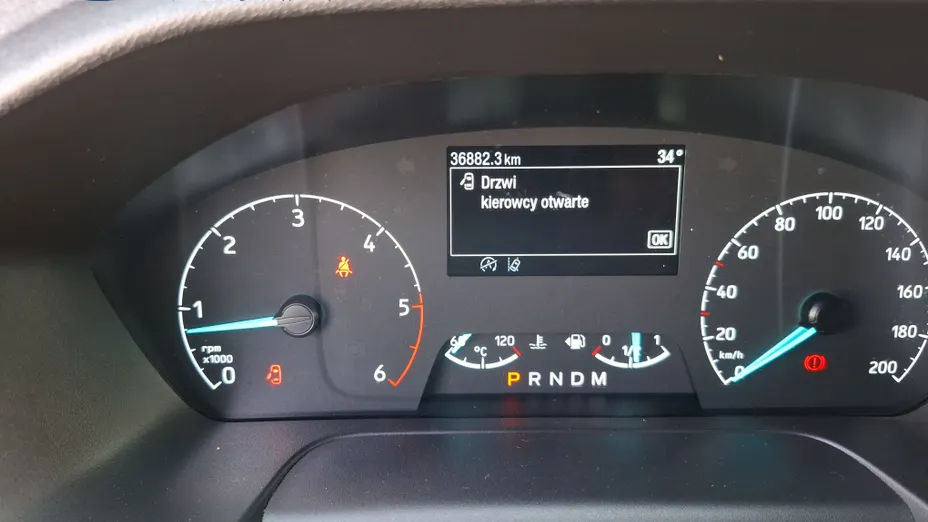 36882.3 km 34°
Drzwi
kierowcy otwarte
OK
0 1 2 3 4 5 6
rpm
x1000
0 20 40 60 80 100 120 140 160 180 200
km/h
60 120
°C
0 1/2 1
P R N D M